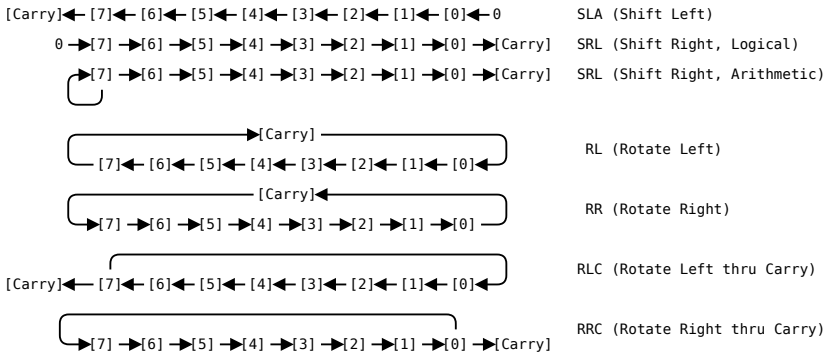 [Carry] [7] [6] [5] [4] [3] [2] [1] [0] 0 SLA (Shift Left)
0 [7] [6] [5] [4] [3] [2] [1] [0] [Carry] SRL (Shift Right, Logical)
[7] [6] [5] [4] [3] [2] [1] [0] [Carry] SRL (Shift Right, Arithmetic)
[Carry]
[7] [6] [5] [4] [3] [2] [1] [0] RL (Rotate Left)
[Carry]
[7] [6] [5] [4] [3] [2] [1] [0] RR (Rotate Right)
[Carry] [7] [6] [5] [4] [3] [2] [1] [0] RLC (Rotate Left thru Carry)
[7] [6] [5] [4] [3] [2] [1] [0] [Carry] RRC (Rotate Right thru Carry)